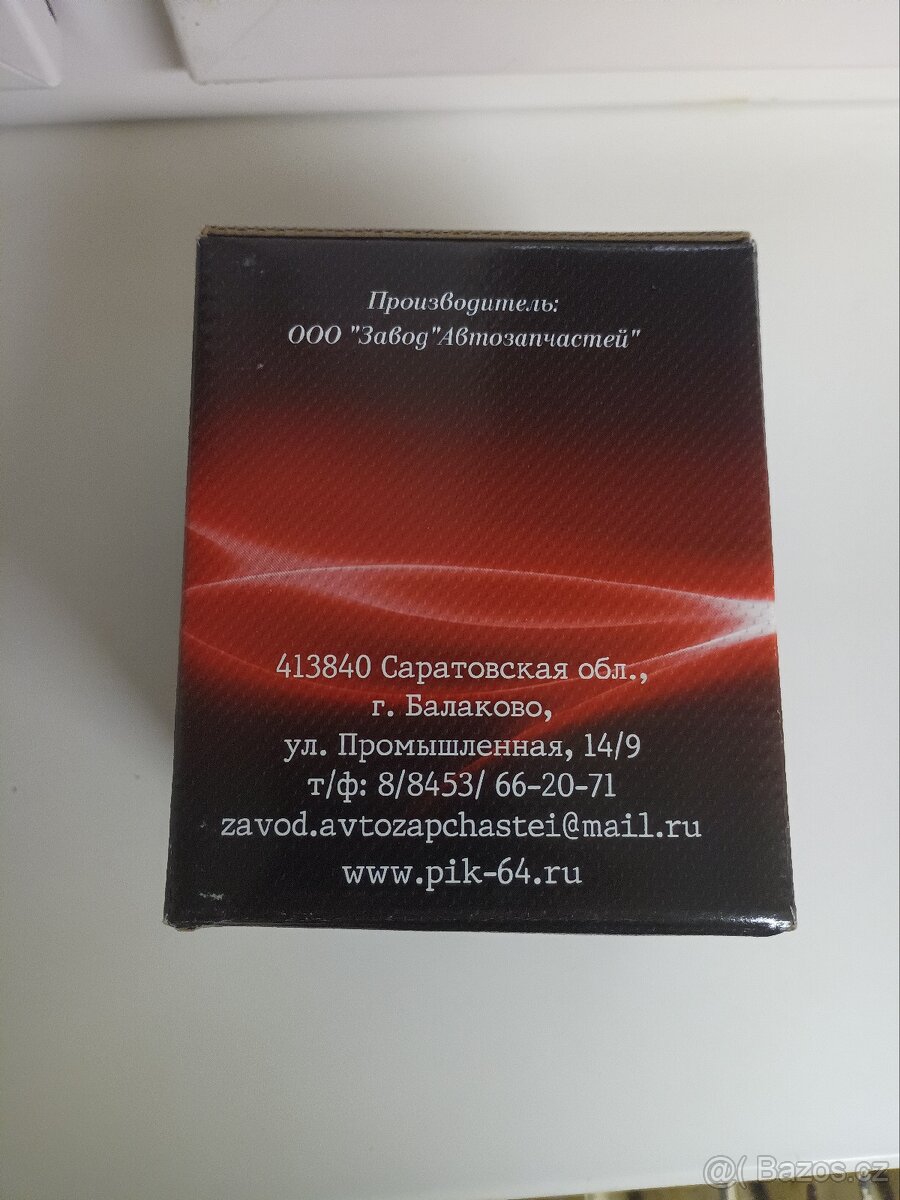 Производитель:
ООО "Завод"Автозапчастей"
413840 Саратовская обл.,
г. Балаково,
ул. Промышленная, 14/9
т/ф: 8/8453/ 66-20-71
zavod.avtozapchastei@mail.ru
www.pik-64.ru
@( Bazos.cz